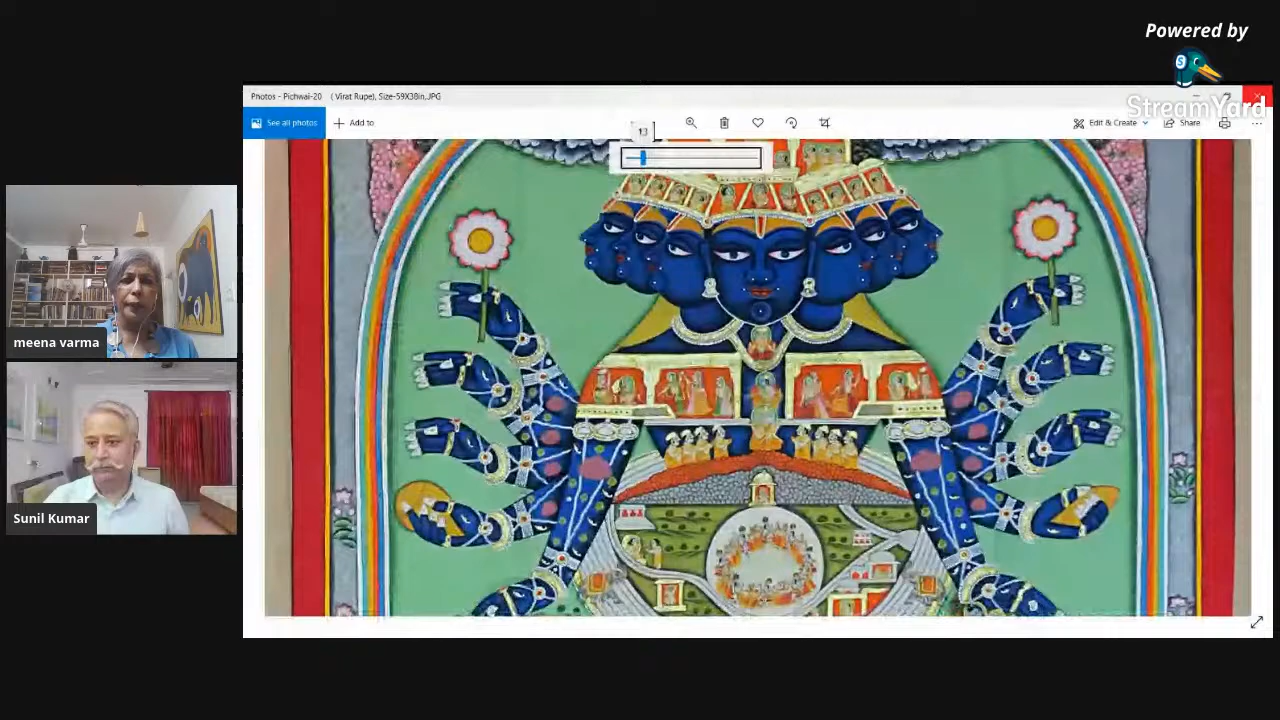 Powered by
StreamYard
Photos - Pichwai-20 ( Virat Rupe), Size-59X38in.JPG
See all photos
Add to
13
Edit & Create
Share
meena varma
Sunil Kumar